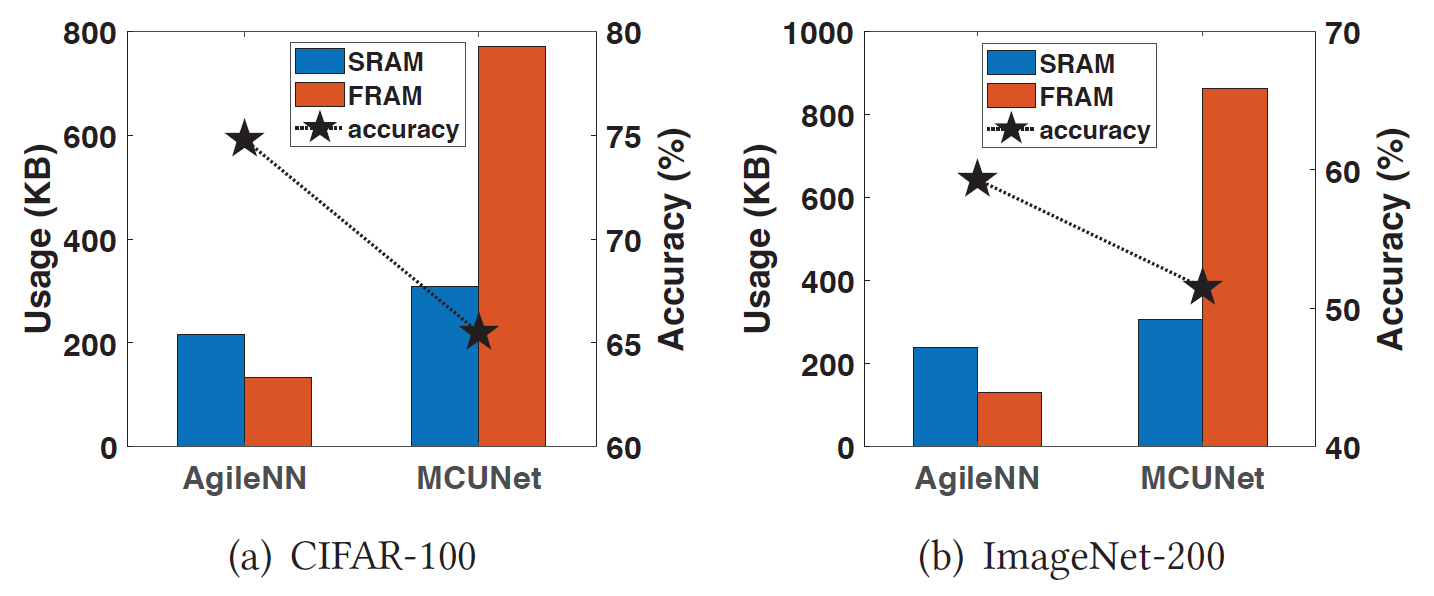 800
600
400
200
0
Usage (KB)
80
75
70
65
60
Accuracy (%)
SRAM
FRAM
accuracy
AgileNN
MCUNet
(a) CIFAR-100
1000
800
600
400
200
0
Usage (KB)
70
60
50
40
Accuracy (%)
SRAM
FRAM
accuracy
AgileNN
MCUNet
(b) ImageNet-200